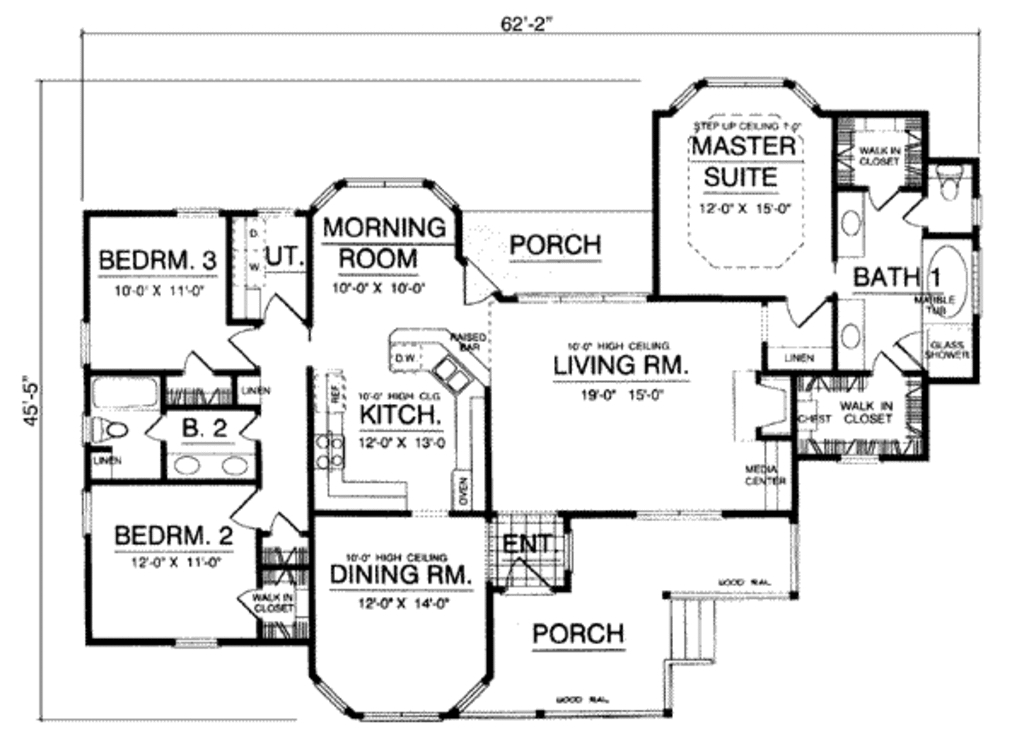 62'-2"
45'-5"
STEP UP CEILING 1'-0"
MASTER
SUITE
12'-0" X 15'-0"
WALK IN
CLOSET
BATH 1
MARBLE
TUB
GLASS
SHOWER
LINEN
WALK IN
CLOSET
CHEST
MORNING
ROOM
10'-0" X 10'-0"
PORCH
BEDRM. 3
10'-0" X 11'-0"
D.
W.
UT.
RAISED
BAR
D.W.
10'-0" HIGH CEILING
LIVING RM.
19'-0" 15'-0"
MEDIA
CENTER
10'-0" HIGH CLG
KITCH.
12'-0" X 13'-0
REF.
OVEN
LINEN
B. 2
LINEN
BEDRM. 2
12'-0" X 11'-0"
WALK IN
CLOSET
10'-0" HIGH CEILING
DINING RM.
12'-0" X 14'-0"
ENT
PORCH
WOOD RAIL
WOOD RAIL